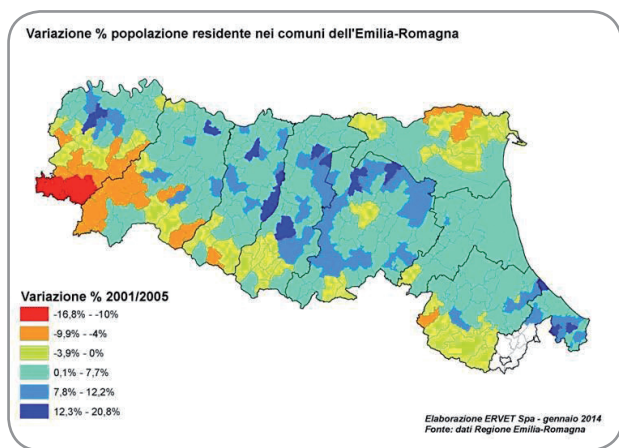 Variazione % popolazione residente nei comuni dell'Emilia-Romagna
Variazione % 2001/2005
-16,8% - -10%
-9,9% - -4%
-3,9% - 0%
0,1% - 7,7%
7,8% - 12,2%
12,3% - 20,8%
Elaborazione ERVET Spa - gennaio 2014
Fonte: dati Regione Emilia-Romagna